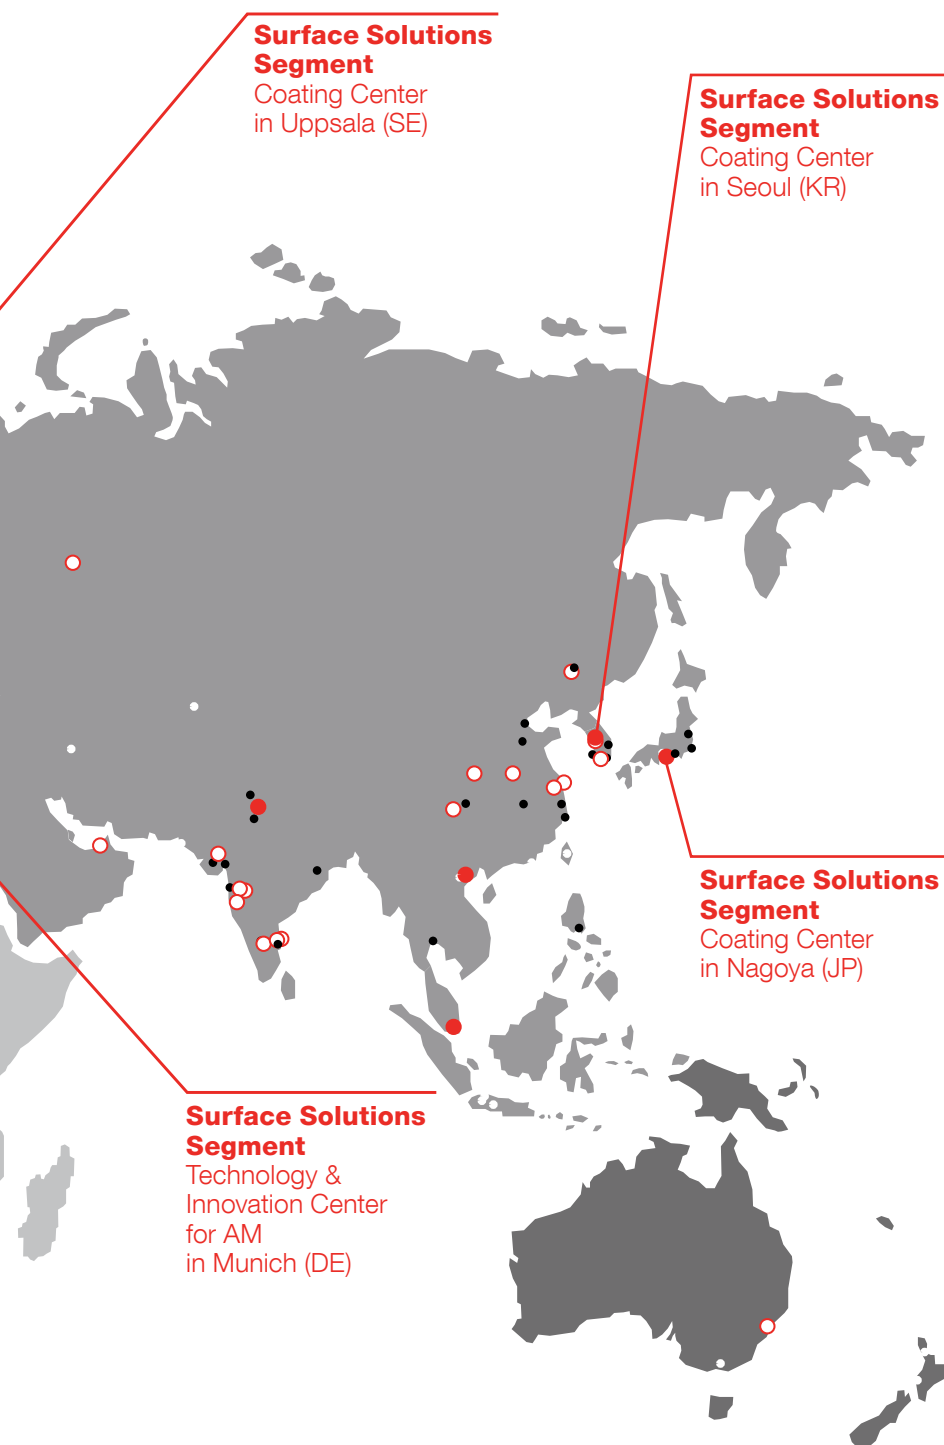 Surface Solutions
Segment
Coating Center
in Uppsala (SE)
Surface Solutions
Segment
Coating Center
in Seoul (KR)
Surface Solutions
Segment
Coating Center
in Nagoya (JP)
Surface Solutions
Segment
Technology &
Innovation Center
for AM
in Munich (DE)